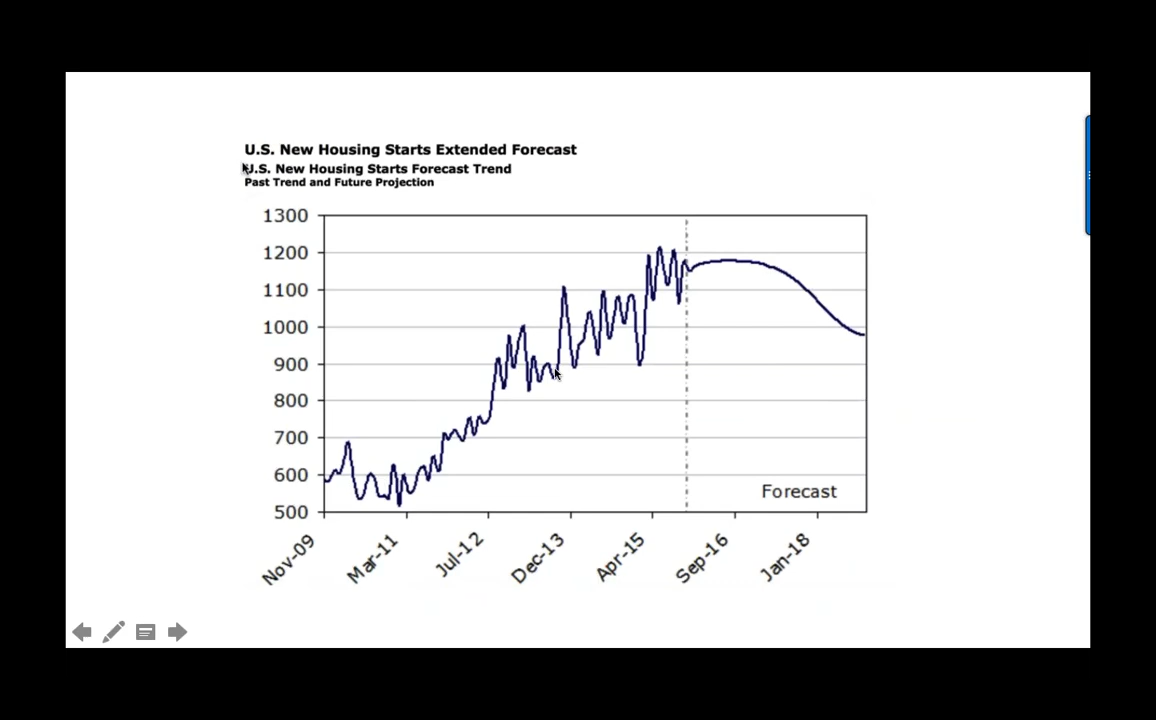 U.S. New Housing Starts Extended Forecast
U.S. New Housing Starts Forecast Trend
Past Trend and Future Projection
1300
1200
1100
1000
900
800
700
600
500
Forecast
Nov-09
Mar-11
Jul-12
Dec-13
Apr-15
Sep-16
Jan-18